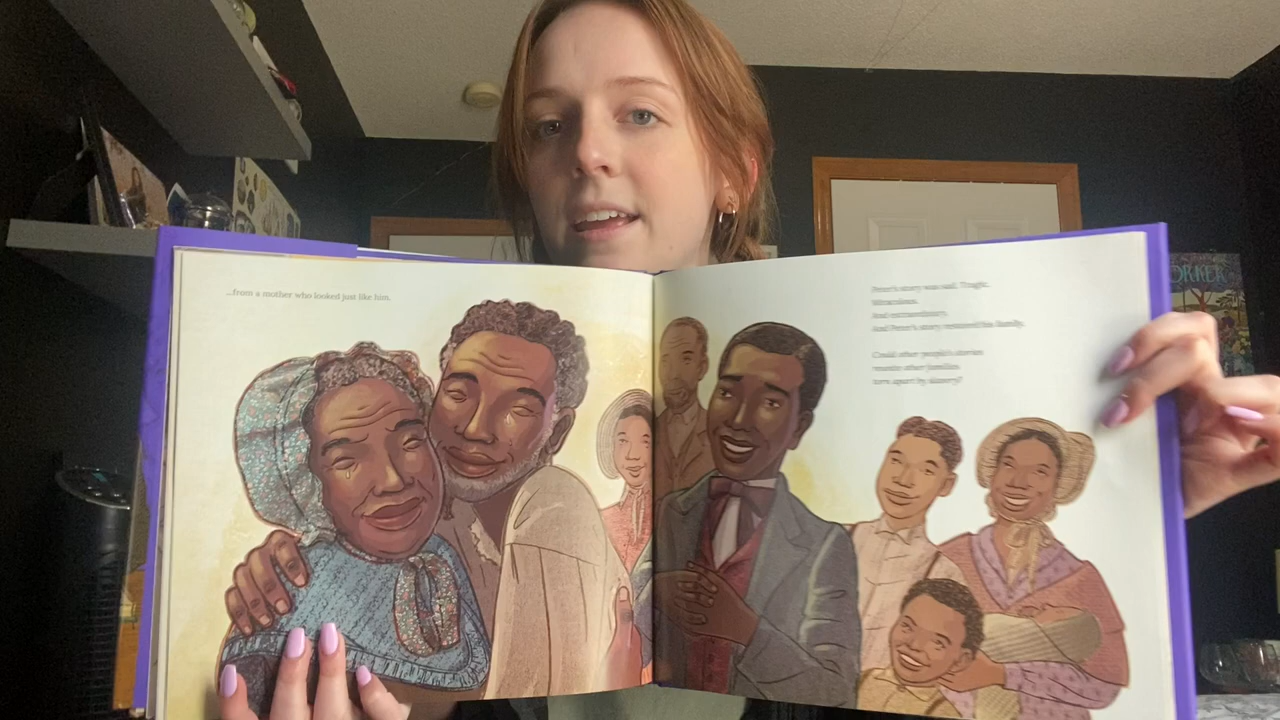 ...from a mother who looked just like him.
Peter's story was sad. Tragic.
Miraculous.
And extraordinary.
And Peter's story restored his family.
Could other people's stories
reunite other families
torn apart by slavery?
ORKER